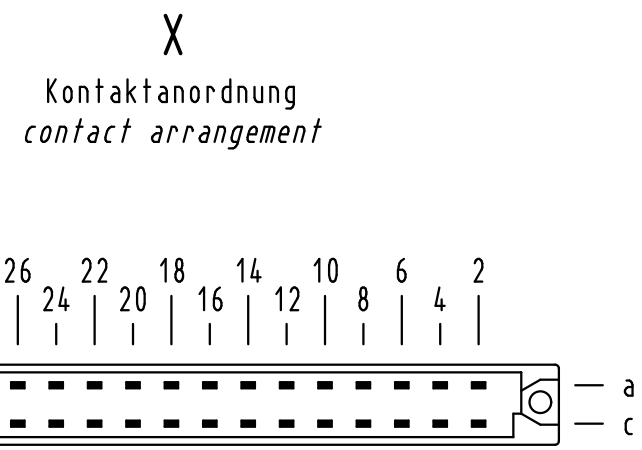 X
Kontaktanordnung
contact arrangement
26 22 18 14 10 6 2
24 20 16 12 8 4
a
c